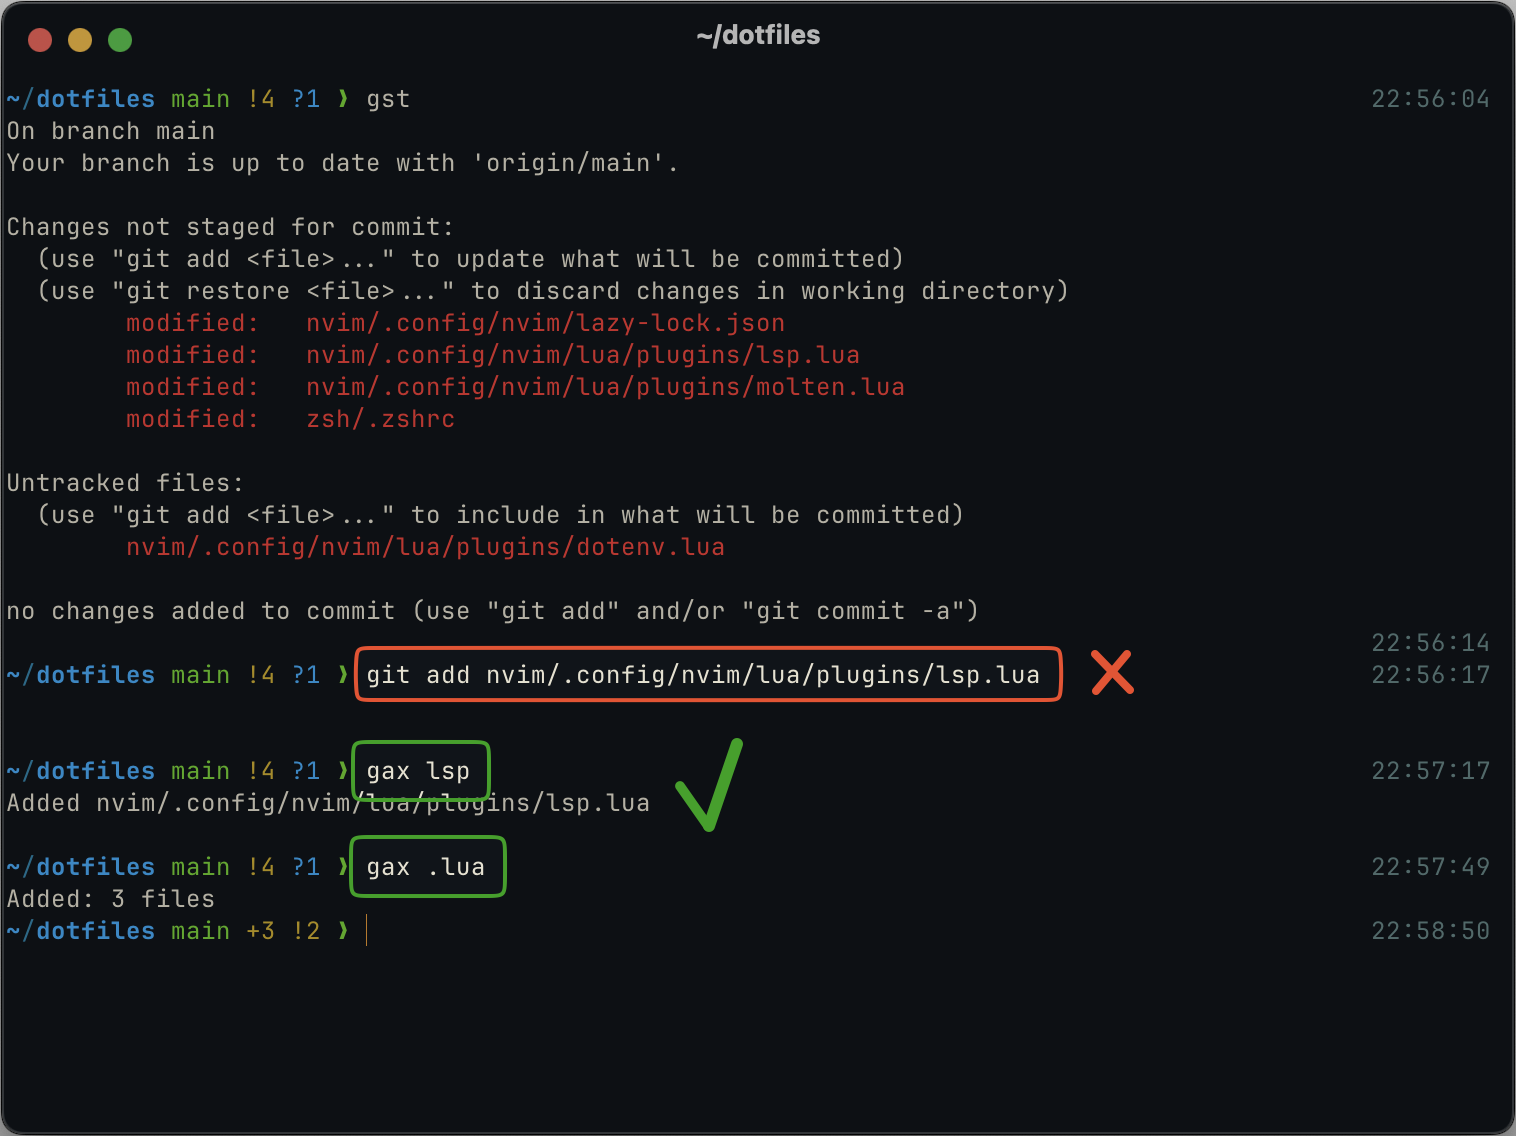 ~/dotfiles
~/dotfiles main !4 ?1 ❱ gst 22:56:04
On branch main
Your branch is up to date with 'origin/main'.
Changes not staged for commit:
(use "git add <file>..." to update what will be committed)
(use "git restore <file>..." to discard changes in working directory)
modified: nvim/.config/nvim/lazy-lock.json
modified: nvim/.config/nvim/lua/plugins/lsp.lua
modified: nvim/.config/nvim/lua/plugins/molten.lua
modified: zsh/.zshrc
Untracked files:
(use "git add <file>..." to include in what will be committed)
nvim/.config/nvim/lua/plugins/dotenv.lua
no changes added to commit (use "git add" and/or "git commit -a")
22:56:14
~/dotfiles main !4 ?1 ❱ git add nvim/.config/nvim/lua/plugins/lsp.lua 22:56:17
~/dotfiles main !4 ?1 ❱ gax lsp 22:57:17
Added nvim/.config/nvim/lua/plugins/lsp.lua
~/dotfiles main !4 ?1 ❱ gax .lua 22:57:49
Added: 3 files
~/dotfiles main +3 !2 ❱ 22:58:50